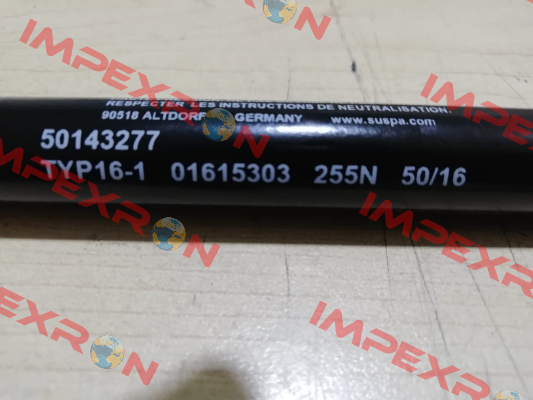 RESPECTER LES INSTRUCTIONS DE NEUTRALISATION.
90518 ALTDORF GERMANY www.suspa.com
50143277
TYP16-1 01615303 255N 50/16
IMPEXRON
IMPEXRON
IMPEXRON
IMPEXRON
IMPEXRON